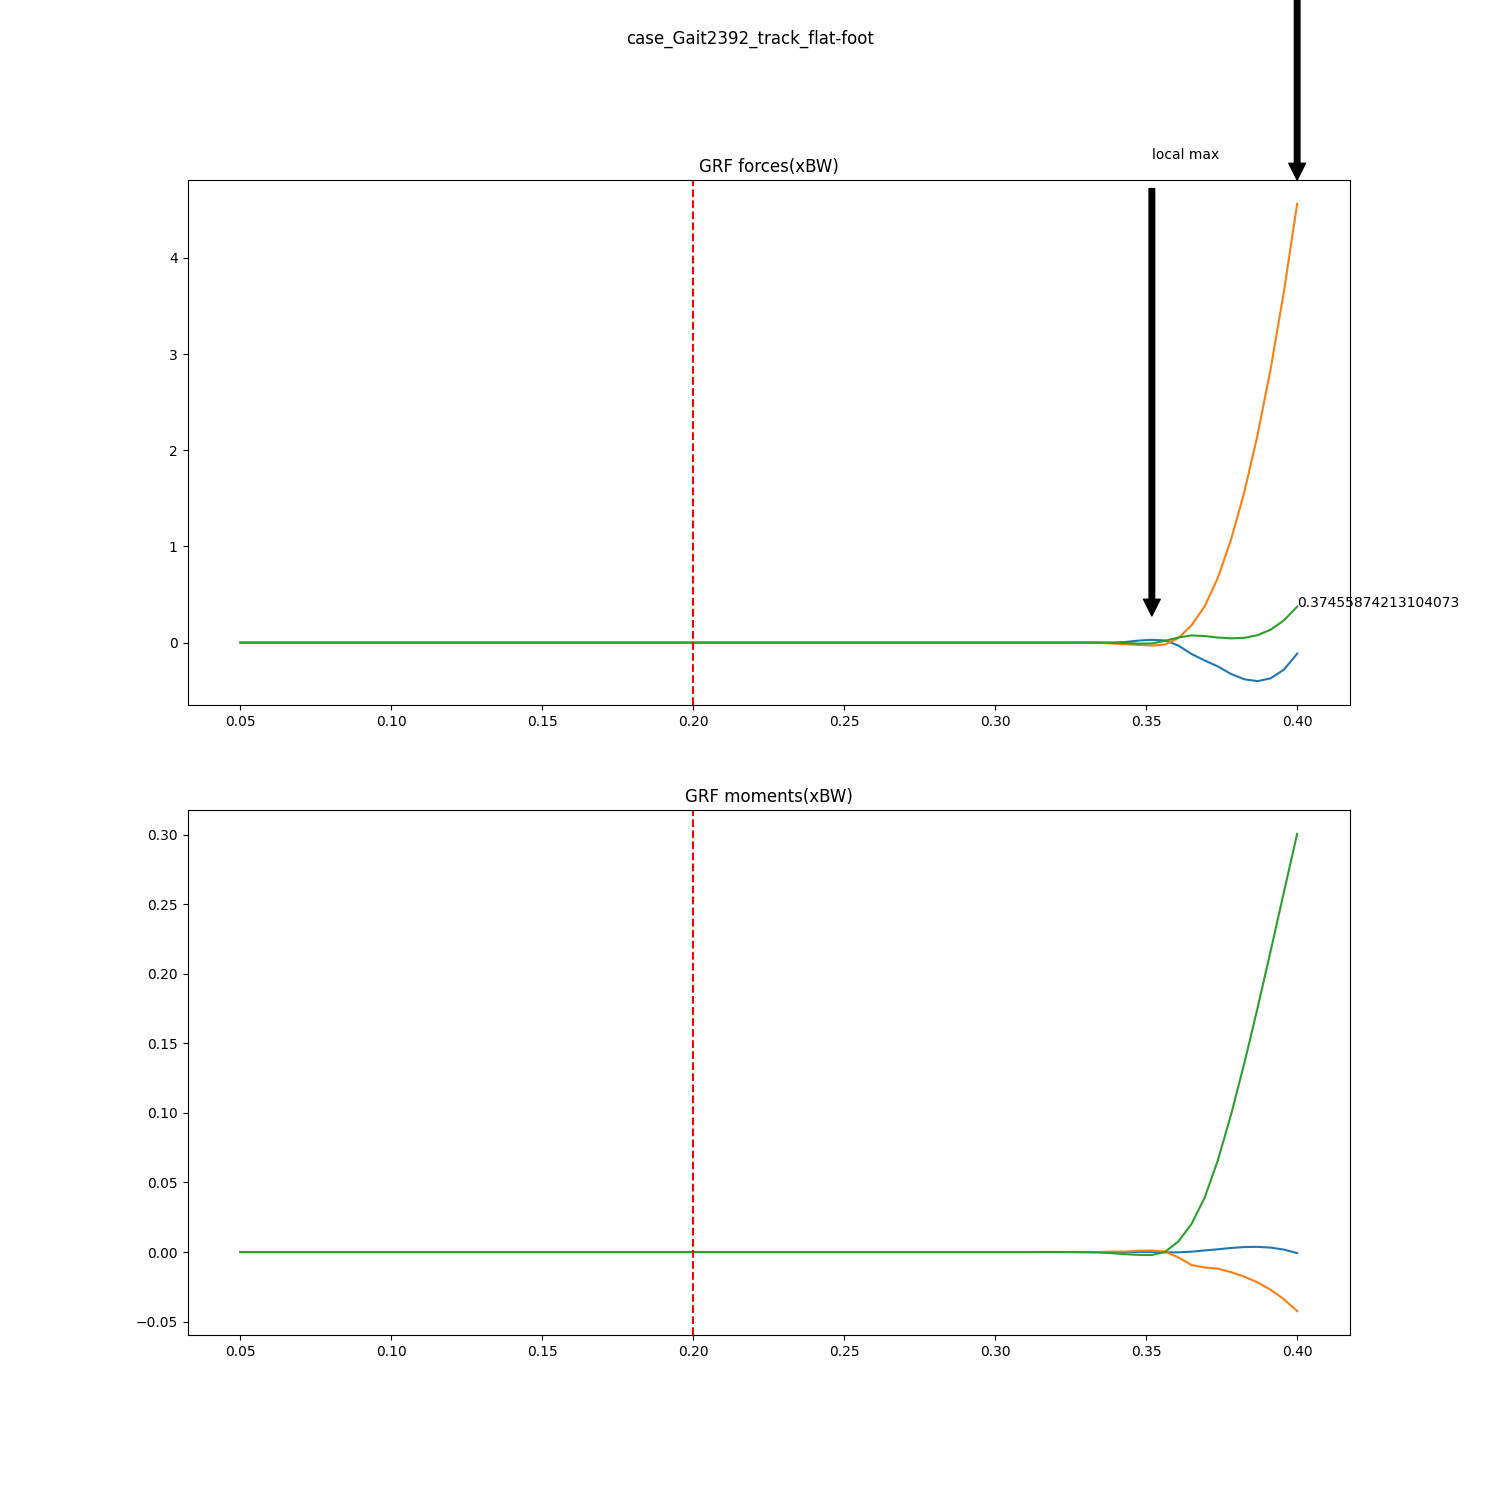 case_Gait2392_track_flat-foot
local max
GRF forces(xBW)
4
3
2
1
0
0.37455874213104073
0.05 0.10 0.15 0.20 0.25 0.30 0.35 0.40
GRF moments(xBW)
0.30
0.25
0.20
0.15
0.10
0.05
0.00
−0.05
0.05 0.10 0.15 0.20 0.25 0.30 0.35 0.40